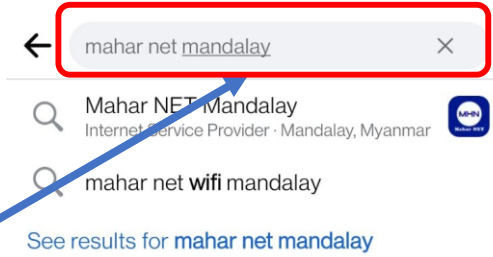 mahar net mandalay
Mahar NET Mandalay
Internet Service Provider · Mandalay, Myanmar
MHN
Mahar NET
mahar net wifi mandalay
See results for mahar net mandalay